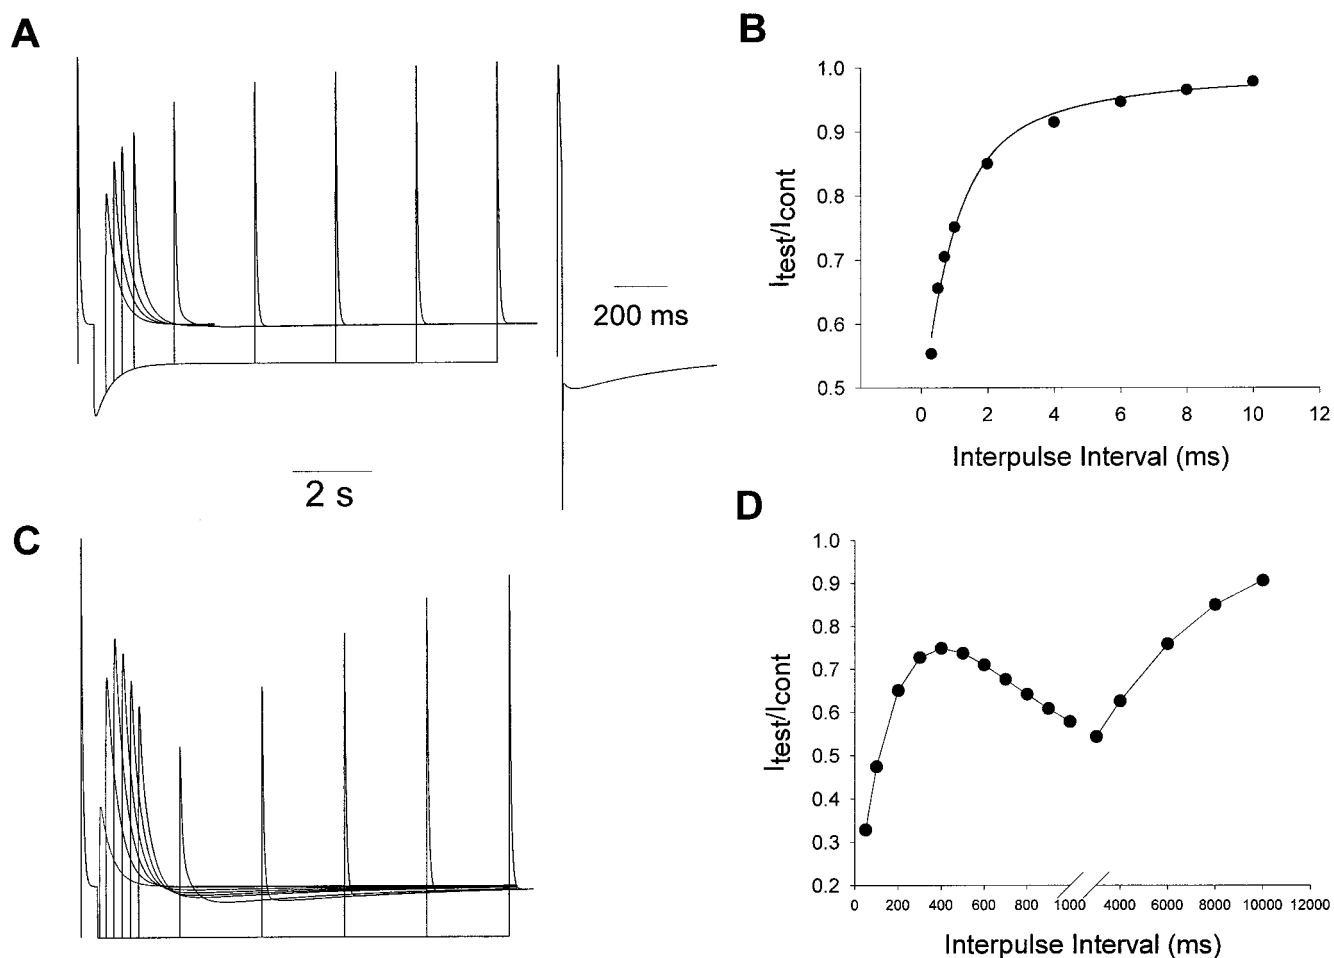 A
200 ms
2 s
B
1.0
0.9
0.8
0.7
0.6
0.5
Itest/Icont
0 2 4 6 8 10 12
Interpulse Interval (ms)
C
D
1.0
0.9
0.8
0.7
0.6
0.5
0.4
0.3
0.2
Itest/Icont
0 200 400 600 800 1000 4000 6000 8000 10000 12000
Interpulse Interval (ms)